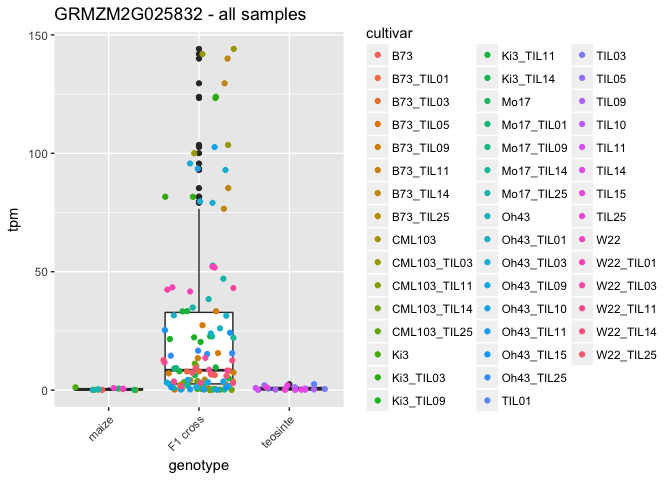 GRMZM2G025832 - all samples
150
100
50
0
tpm
maize
F1 cross
teosinte
genotype
cultivar
B73
B73_TIL01
B73_TIL03
B73_TIL05
B73_TIL09
B73_TIL11
B73_TIL14
B73_TIL25
CML103
CML103_TIL03
CML103_TIL11
CML103_TIL14
CML103_TIL25
Ki3
Ki3_TIL03
Ki3_TIL09
Ki3_TIL11
Ki3_TIL14
Mo17
Mo17_TIL01
Mo17_TIL09
Mo17_TIL14
Mo17_TIL25
Oh43
Oh43_TIL01
Oh43_TIL03
Oh43_TIL09
Oh43_TIL10
Oh43_TIL11
Oh43_TIL15
Oh43_TIL25
TIL01
TIL03
TIL05
TIL09
TIL10
TIL11
TIL14
TIL15
TIL25
W22
W22_TIL01
W22_TIL03
W22_TIL11
W22_TIL14
W22_TIL25